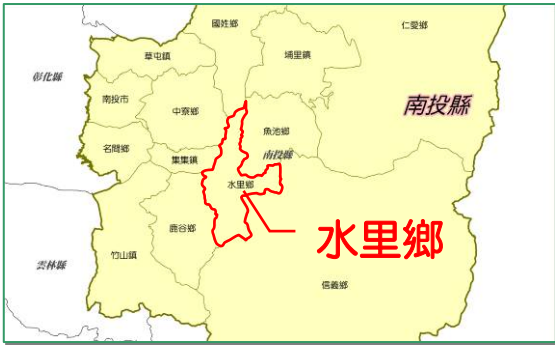 國姓鄉
仁愛鄉
草屯鎮
埔里鎮
彰化縣
南投市
中寮鄉
南投縣
名間鄉
魚池鄉
集集鎮
南投縣
水里鄉
鹿谷鄉
水里鄉
竹山鎮
雲林縣
信義鄉